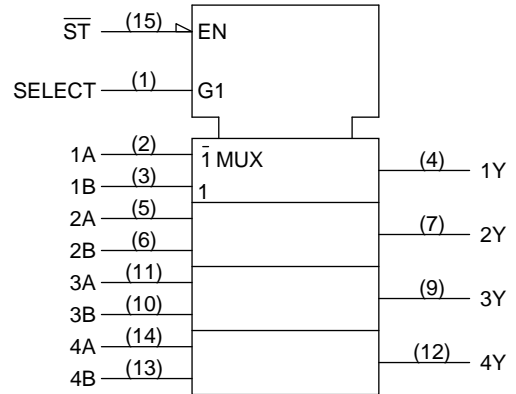 S̅T̅ (15) EN
SELECT (1) G1
1A (2) 1̅ MUX (4) 1Y
1B (3) 1
2A (5) (7) 2Y
2B (6)
3A (11) (9) 3Y
3B (10)
4A (14) (12) 4Y
4B (13)